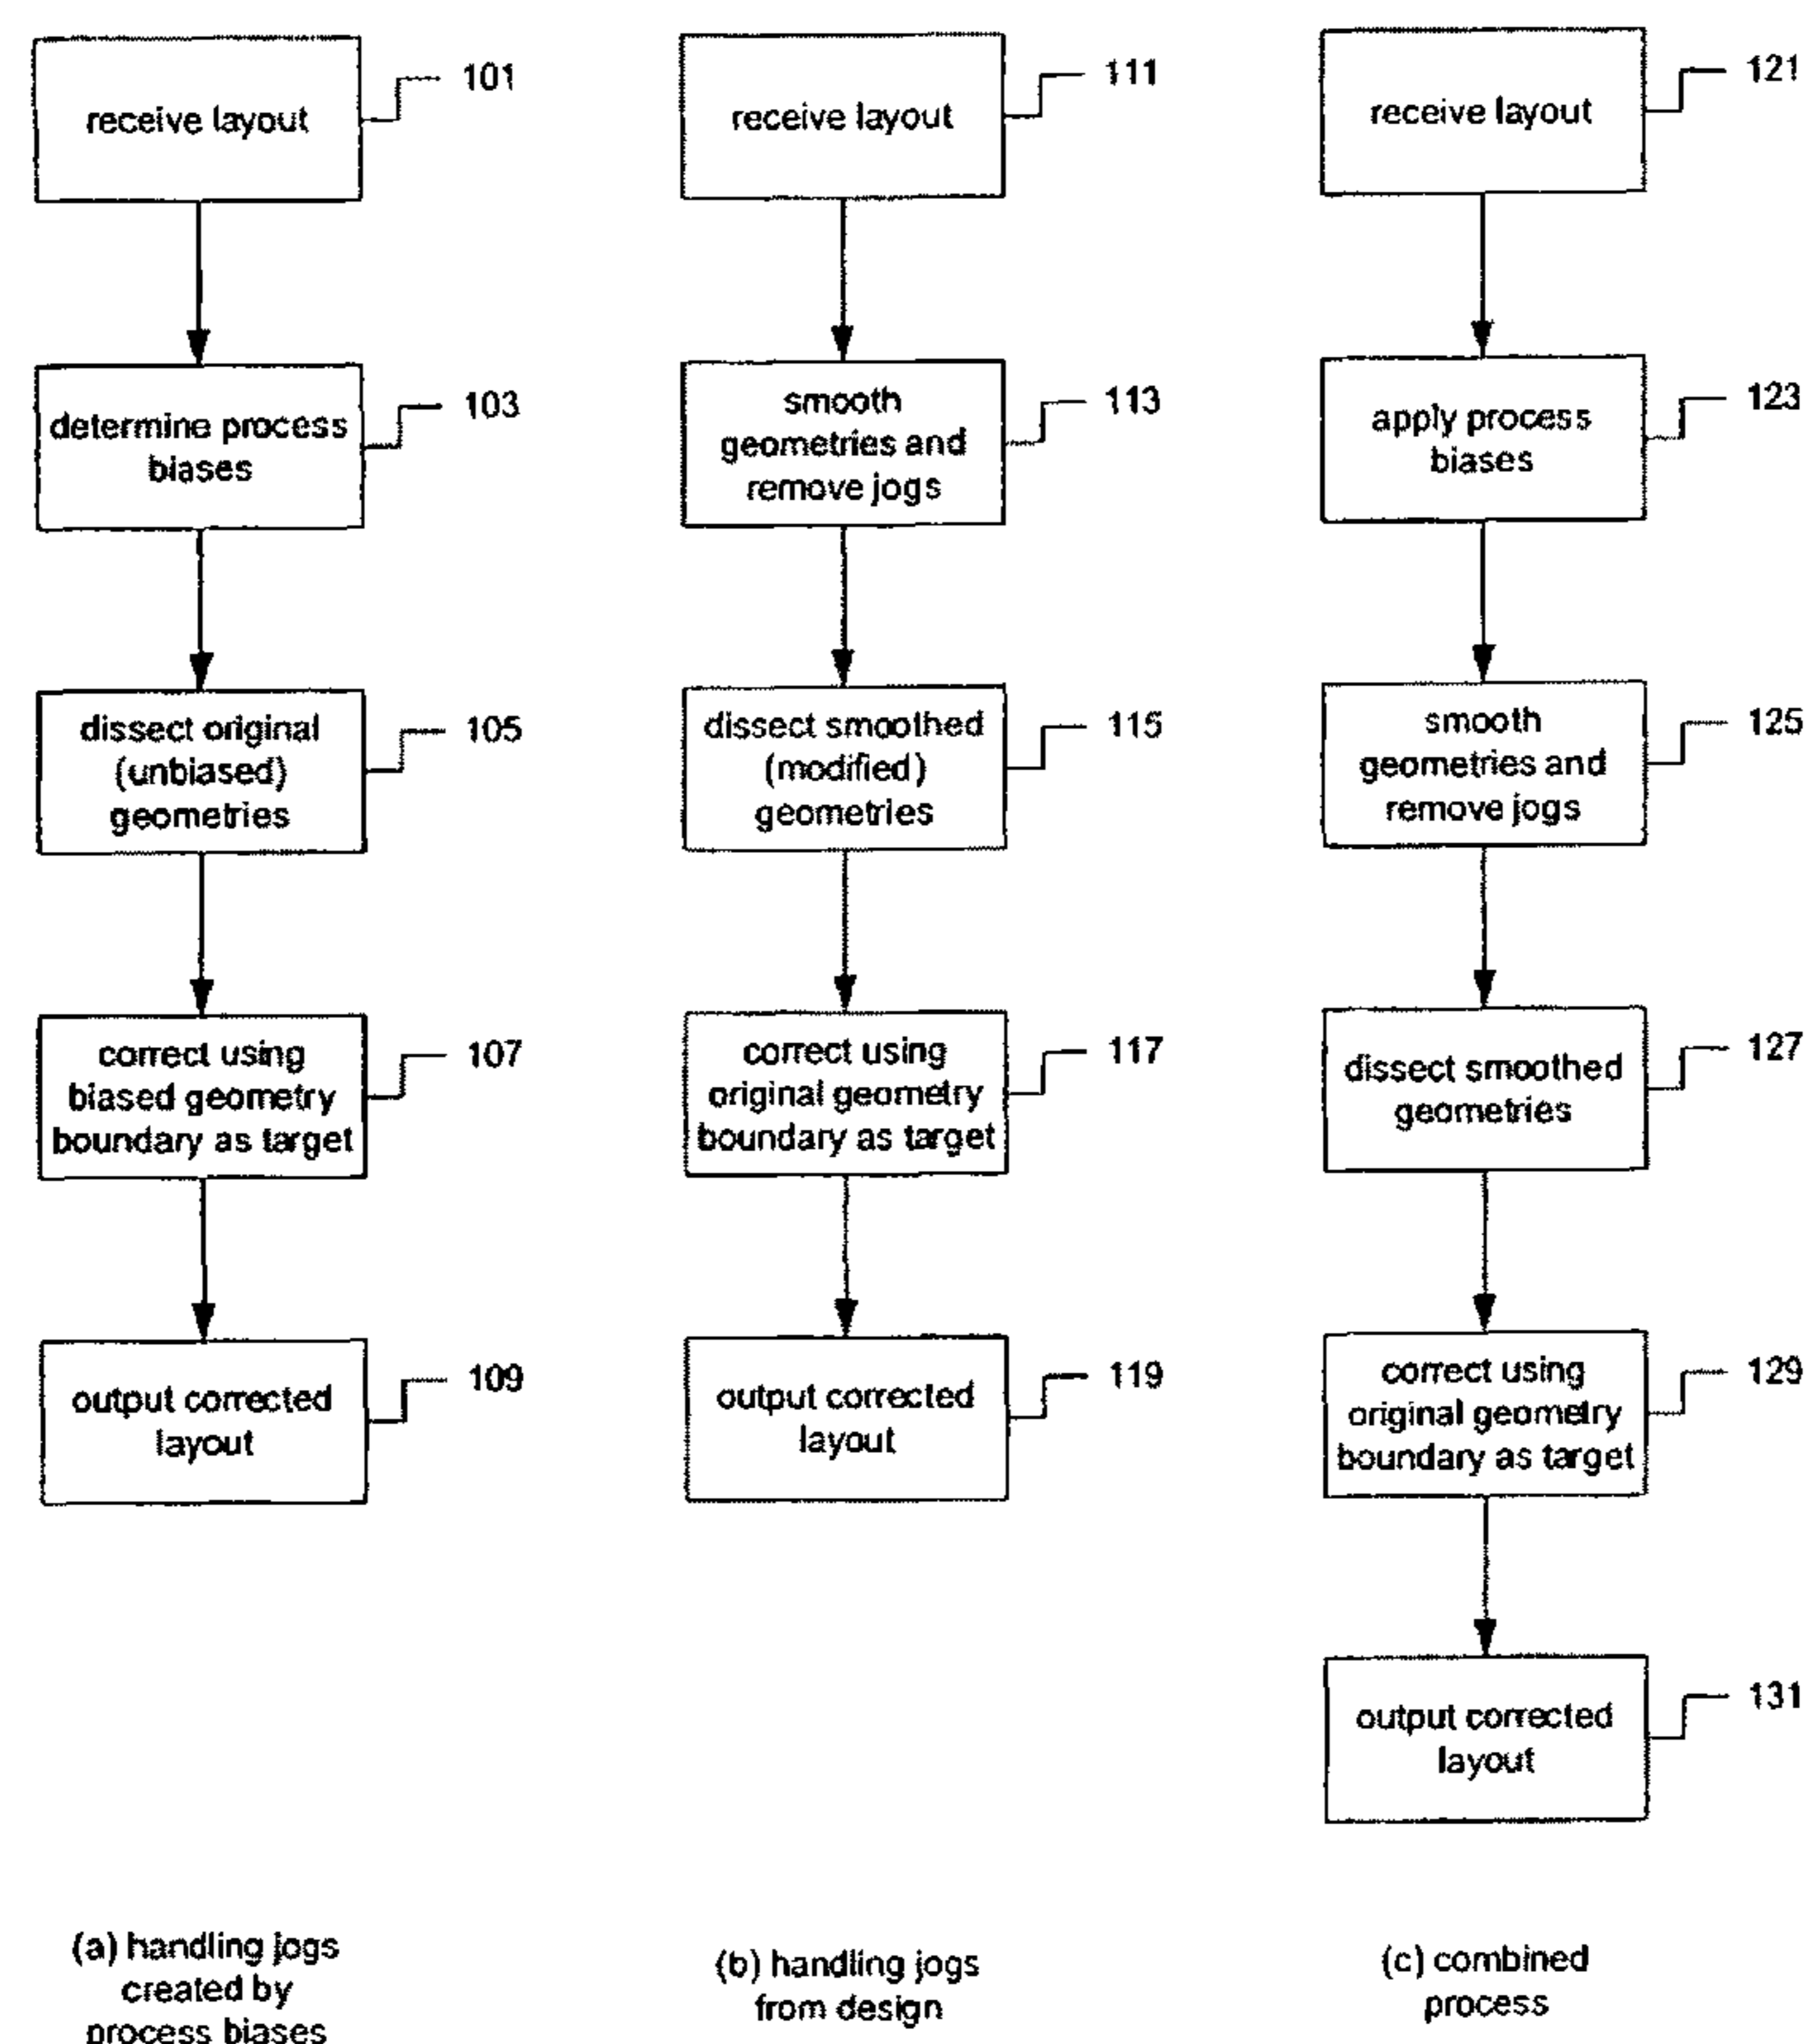 receive layout
101
determine process
biases
103
dissect original
(unbiased)
geometries
105
correct using
biased geometry
boundary as target
107
output corrected
layout
109
(a) handling jogs
created by
process biases
receive layout
111
smooth
geometries and
remove jogs
113
dissect smoothed
(modified)
geometries
115
correct using
original geometry
boundary as target
117
output corrected
layout
119
(b) handling jogs
from design
receive layout
121
apply process
biases
123
smooth
geometries and
remove jogs
125
dissect smoothed
geometries
127
correct using
original geometry
boundary as target
129
output corrected
layout
131
(c) combined
process